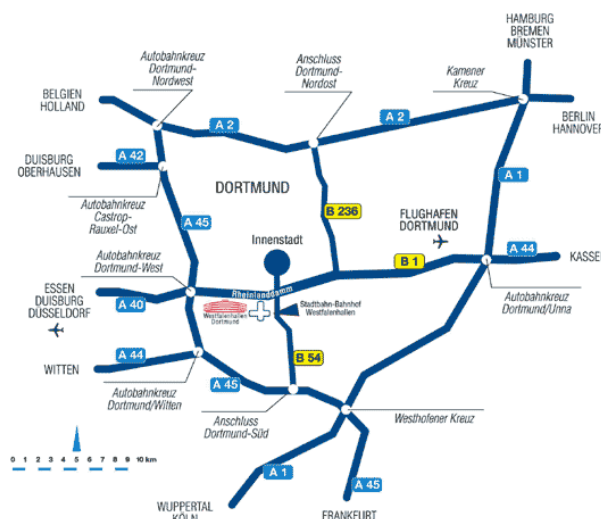 HAMBURG
BREMEN
MÜNSTER
Autobahnkreuz
Dortmund-
Nordwest
Anschluss
Dortmund-
Nordost
Kamener
Kreuz
BELGIEN
HOLLAND
A 2
A 2
BERLIN
HANNOVER
DUISBURG
OBERHAUSEN
A 42
A 1
DORTMUND
Autobahnkreuz
Castrop-
Rauxel-Ost
A 45
B 236
FLUGHAFEN
DORTMUND
Innenstadt
A 44
KASSEL
B 1
Autobahnkreuz
Dortmund-West
ESSEN
DUISBURG
DÜSSELDORF
A 40
Rheinlanddamm
Westfalenhallen
Dortmund
Stadtbahn-Bahnhof
Westfalenhallen
Autobahnkreuz
Dortmund/Unna
A 44
WITTEN
B 54
A 45
Autobahnkreuz
Dortmund/Witten
Anschluss
Dortmund-Süd
Westhofener Kreuz
0 1 2 3 4 5 6 7 8 9 10 km
A 1
A 45
WUPPERTAL
KÖLN
FRANKFURT